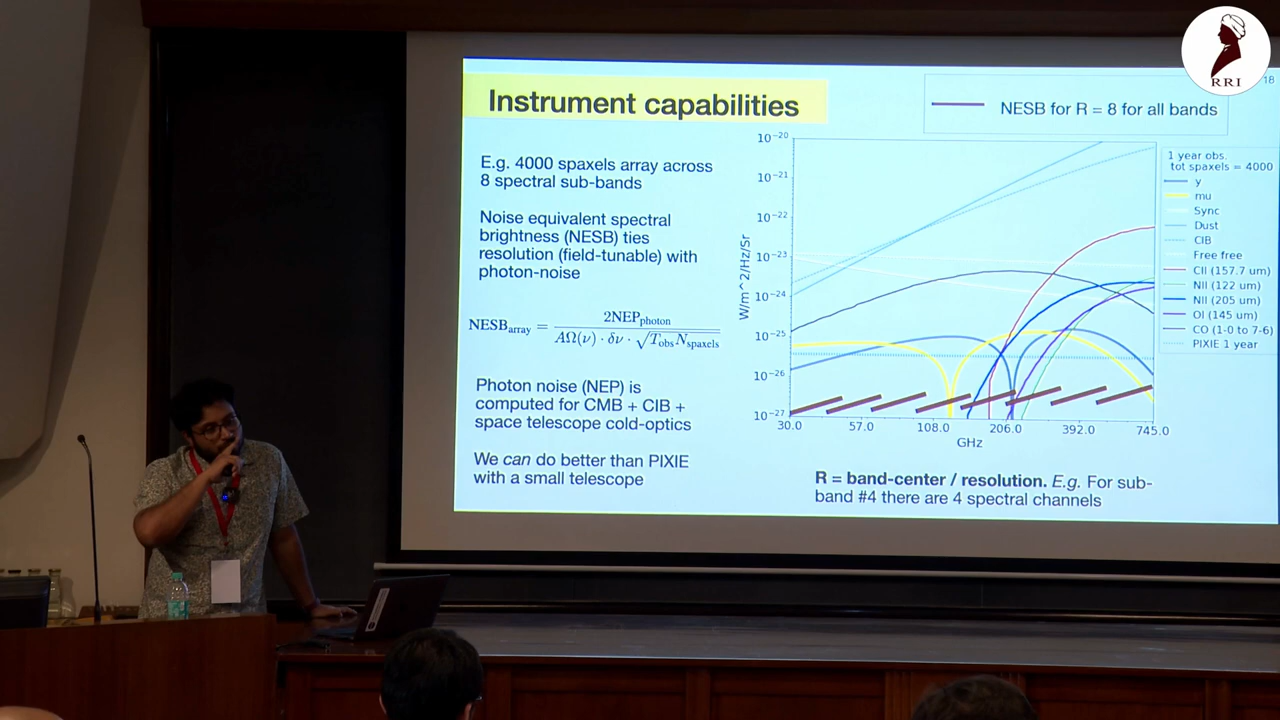 RRI
18
Instrument capabilities
NESB for R = 8 for all bands
E.g. 4000 spaxels array across
8 spectral sub-bands
Noise equivalent spectral
brightness (NESB) ties
resolution (field-tunable) with
photon-noise
NESB_array = 2NEP_photon / (AΩ(ν) · δν · √(T_obs N_spaxels))
Photon noise (NEP) is
computed for CMB + CIB +
space telescope cold-optics
We can do better than PIXIE
with a small telescope
W/m^2/Hz/Sr
10⁻²⁰
10⁻²¹
10⁻²²
10⁻²³
10⁻²⁴
10⁻²⁵
10⁻²⁶
10⁻²⁷
30.0 57.0 108.0 206.0 392.0 745.0
GHz
1 year obs.
tot spaxels = 4000
y
mu
Sync
Dust
CIB
Free free
CII (157.7 um)
NII (122 um)
NII (205 um)
OI (145 um)
CO (1-0 to 7-6)
PIXIE 1 year
R = band-center / resolution. E.g. For sub-
band #4 there are 4 spectral channels